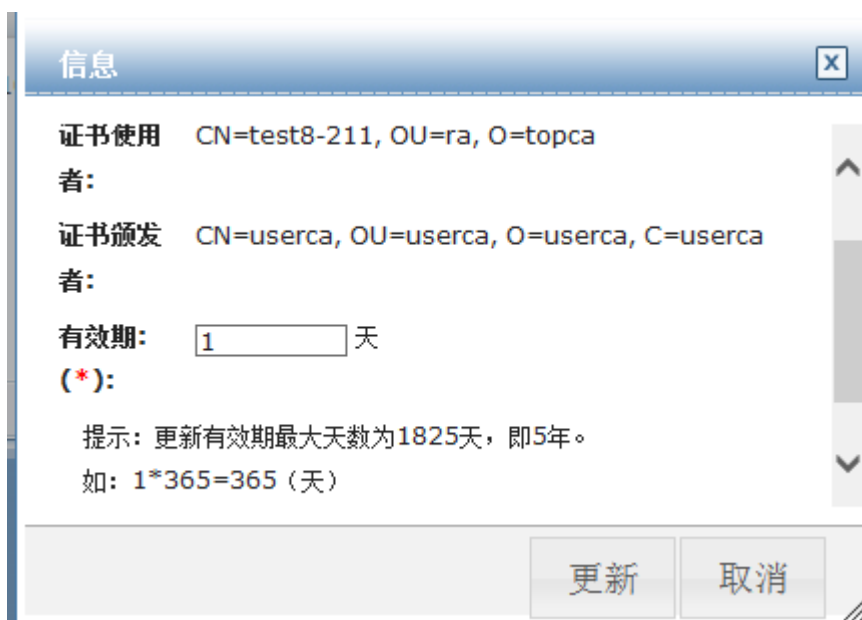 信息
证书使用 CN=test8-211, OU=ra, O=topca
者:
证书颁发 CN=userca, OU=userca, O=userca, C=userca
者:
有效期: 1 天
(*):
提示: 更新有效期最大天数为1825天，即5年。
如: 1*365=365（天）
更新 取消